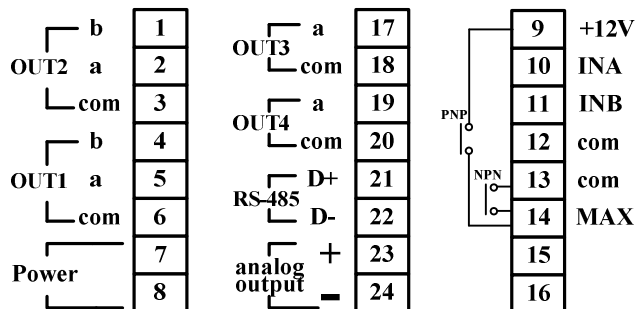 b 1
OUT2 a 2
com 3
b 4
OUT1 a 5
com 6
Power 7
8
OUT3 a 17
com 18
OUT4 a 19
com 20
RS-485 D+ 21
D- 22
analog output + 23
- 24
9 +12V
10 INA
11 INB
PNP
12 com
NPN 13 com
14 MAX
15
16